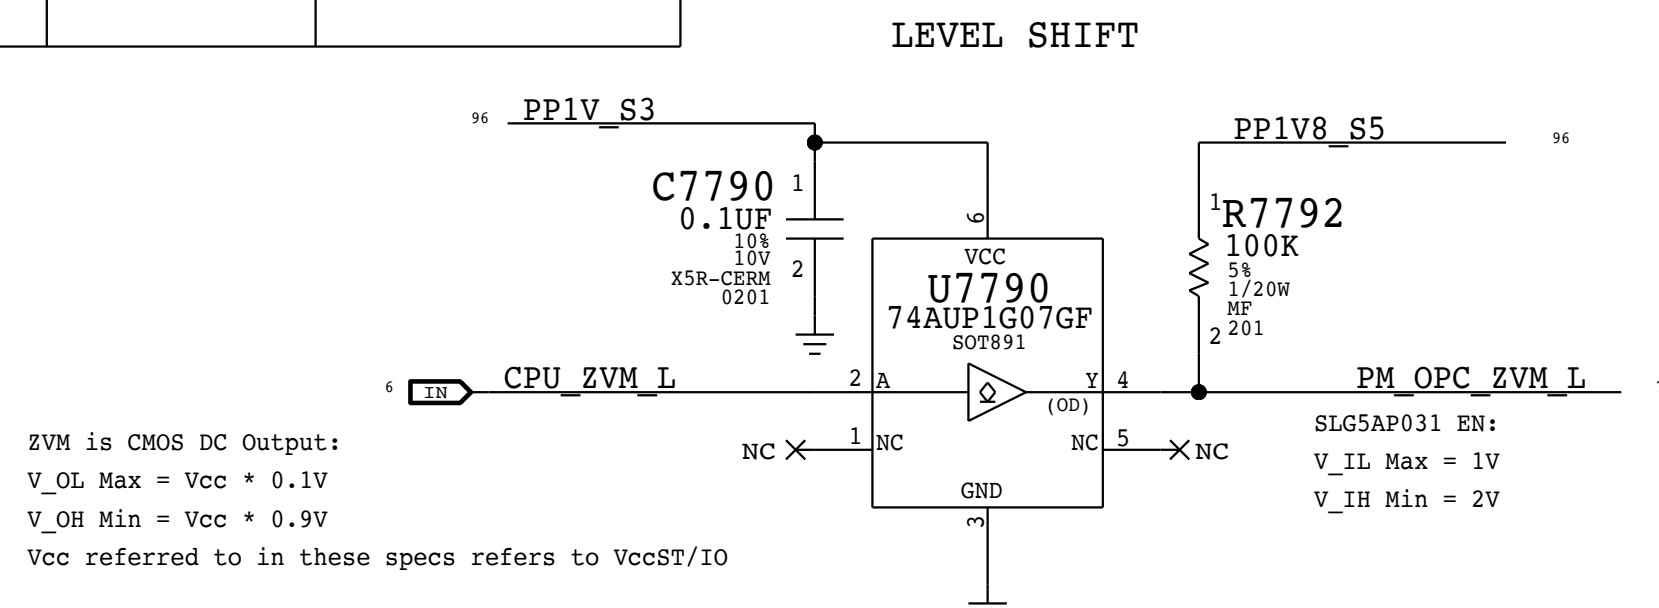 LEVEL SHIFT
96 PP1V_S3
PP1V8_S5 96
C7790 1
0.1UF
10%
10V
X5R-CERM
0201
2
6
VCC
U7790
74AUP1G07GF
SOT891
1 R7792
100K
5%
1/20W
MF
201
2
6 IN CPU_ZVM_L 2 A
Y 4 PM_OPC_ZVM_L
(OD)
NC 1 NC
NC 5 NC
GND
3
ZVM is CMOS DC Output:
V_OL Max = Vcc * 0.1V
V_OH Min = Vcc * 0.9V
Vcc referred to in these specs refers to VccST/IO
SLG5AP031 EN:
V_IL Max = 1V
V_IH Min = 2V